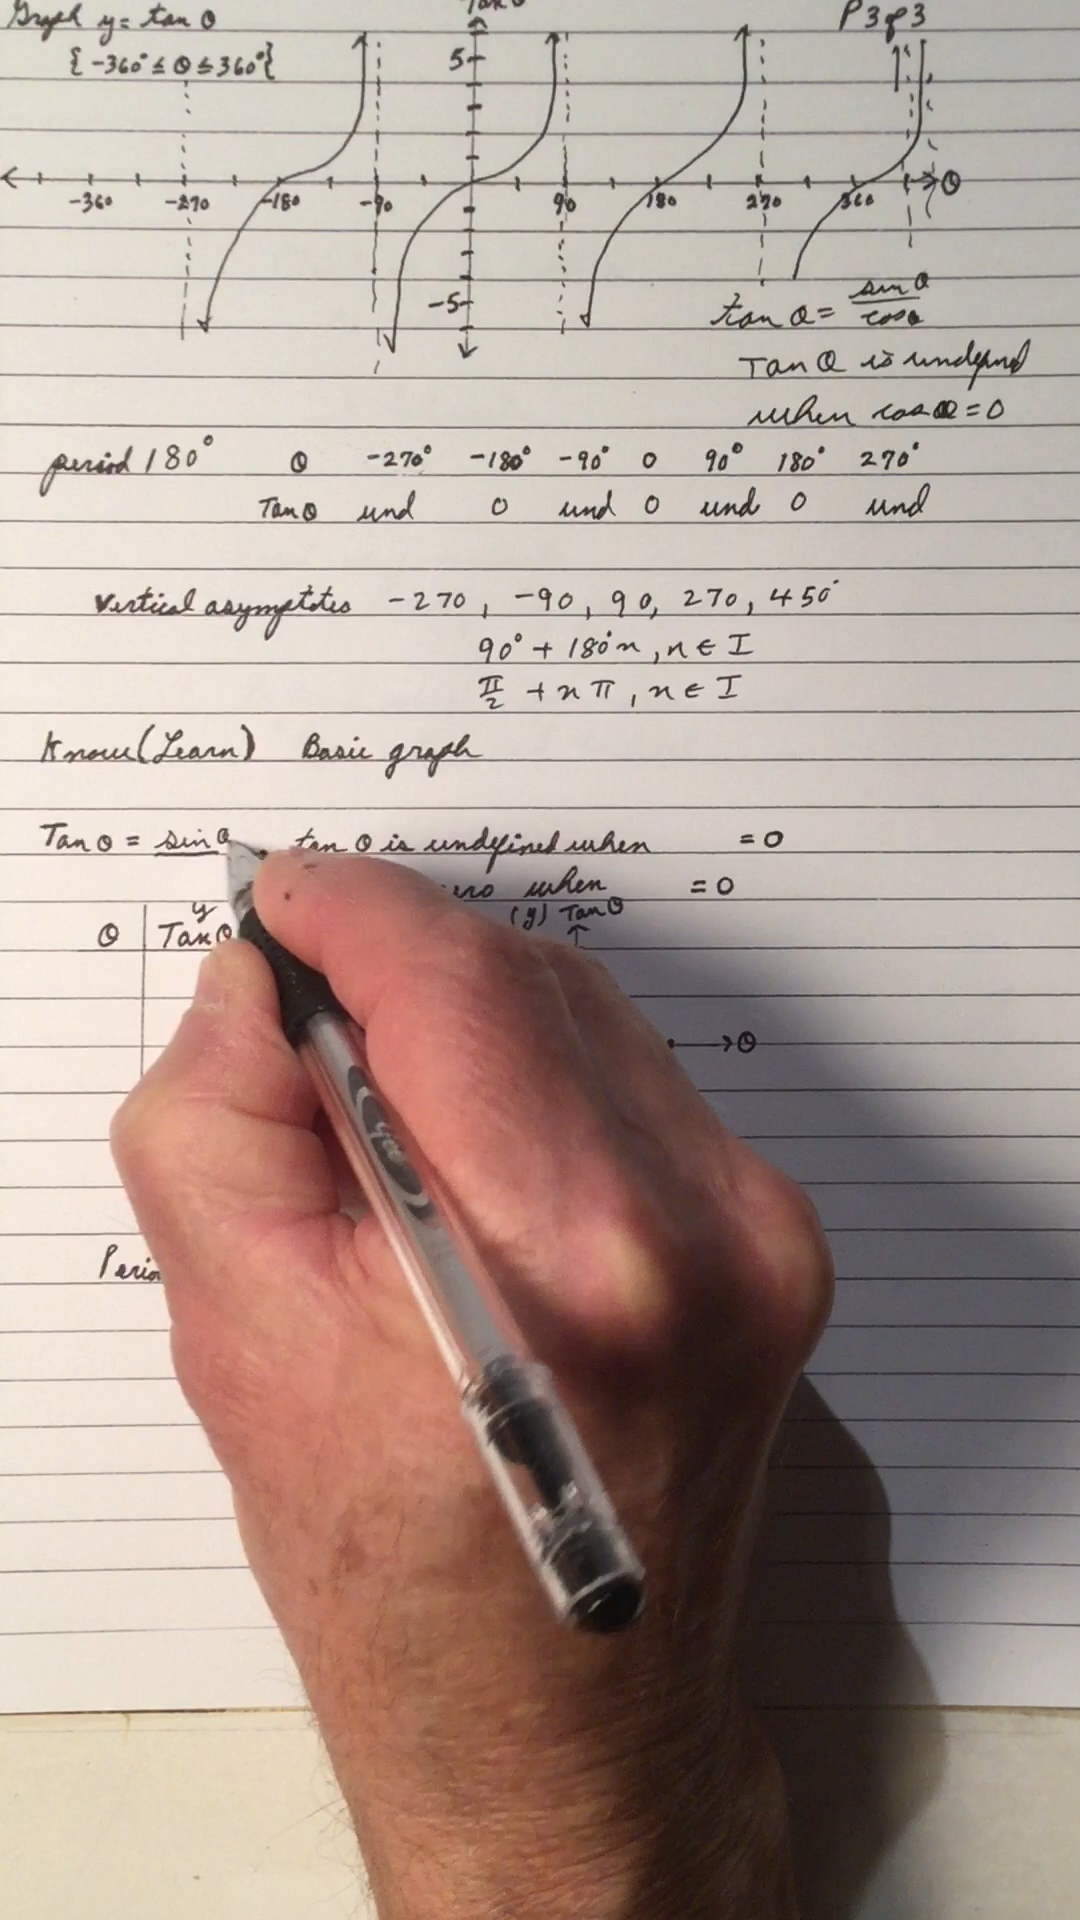 Graph y = tan θ
Tan θ
P 3 of 3
{ -360° ≤ θ ≤ 360° }
5
-360 -270 -180 -90 90 180 270 360 θ
-5
tan θ = sin θ / cos θ
Tan θ is undefined
when cos θ = 0
period 180° θ -270° -180° -90° 0 90° 180° 270°
Tan θ und 0 und 0 und 0 und
Vertical asymptotes -270, -90, 90, 270, 450°
90° + 180°n, n ∈ I
π/2 + n π, n ∈ I
Know (Learn) Basic graph
Tan θ = sin θ tan θ is undefined when = 0
when = 0
y (y) Tan θ
θ Tan θ
θ